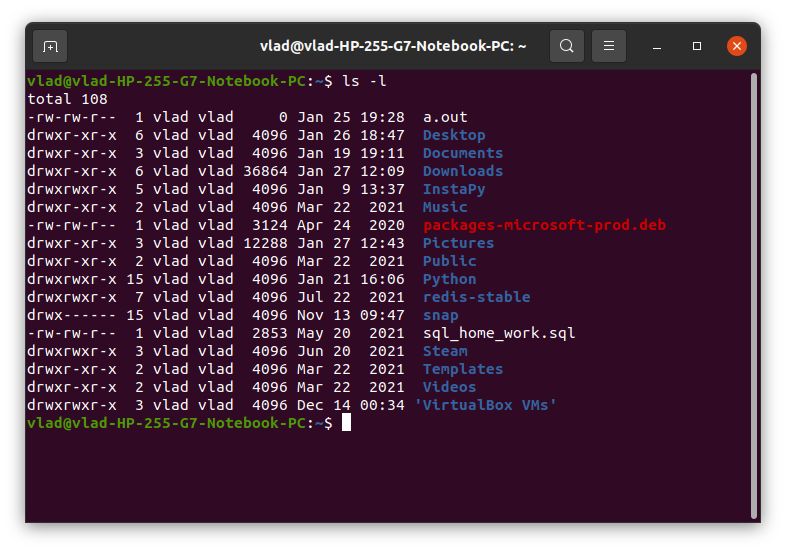 vlad@vlad-HP-255-G7-Notebook-PC: ~
vlad@vlad-HP-255-G7-Notebook-PC:~$ ls -l
total 108
-rw-rw-r--  1 vlad vlad     0 Jan 25 19:28  a.out
drwxr-xr-x  6 vlad vlad  4096 Jan 26 18:47  Desktop
drwxr-xr-x  3 vlad vlad  4096 Jan 19 19:11  Documents
drwxr-xr-x  6 vlad vlad 36864 Jan 27 12:09  Downloads
drwxrwxr-x  5 vlad vlad  4096 Jan  9 13:37  InstaPy
drwxr-xr-x  2 vlad vlad  4096 Mar 22  2021  Music
-rw-rw-r--  1 vlad vlad  3124 Apr 24  2020  packages-microsoft-prod.deb
drwxr-xr-x  3 vlad vlad 12288 Jan 27 12:43  Pictures
drwxr-xr-x  2 vlad vlad  4096 Mar 22  2021  Public
drwxrwxr-x 15 vlad vlad  4096 Jan 21 16:06  Python
drwxrwxr-x  7 vlad vlad  4096 Jul 22  2021  redis-stable
drwx------ 15 vlad vlad  4096 Nov 13 09:47  snap
-rw-rw-r--  1 vlad vlad  2853 May 20  2021  sql_home_work.sql
drwxrwxr-x  3 vlad vlad  4096 Jun 20  2021  Steam
drwxr-xr-x  2 vlad vlad  4096 Mar 22  2021  Templates
drwxr-xr-x  2 vlad vlad  4096 Mar 22  2021  Videos
drwxrwxr-x  3 vlad vlad  4096 Dec 14 00:34 'VirtualBox VMs'
vlad@vlad-HP-255-G7-Notebook-PC:~$